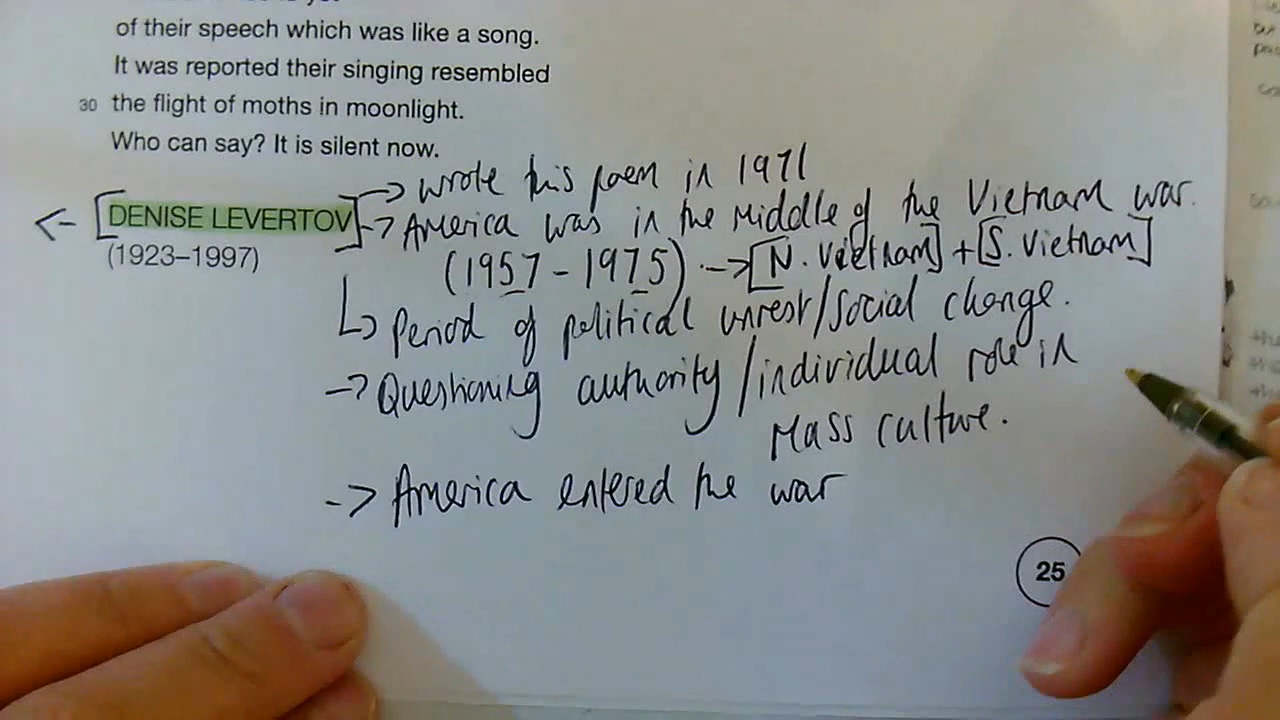 of their speech which was like a song.
It was reported their singing resembled
30 the flight of moths in moonlight.
Who can say? It is silent now.
<- [DENISE LEVERTOV] -> wrote this poem in 1971
(1923–1997)
-> America was in the middle of the Vietnam war.
(1957 - 1975) -> [N. Vietnam] + [S. Vietnam]
-> Period of political unrest/social change.
-> Questioning authority/individual role in
Mass culture.
-> America entered the war
25